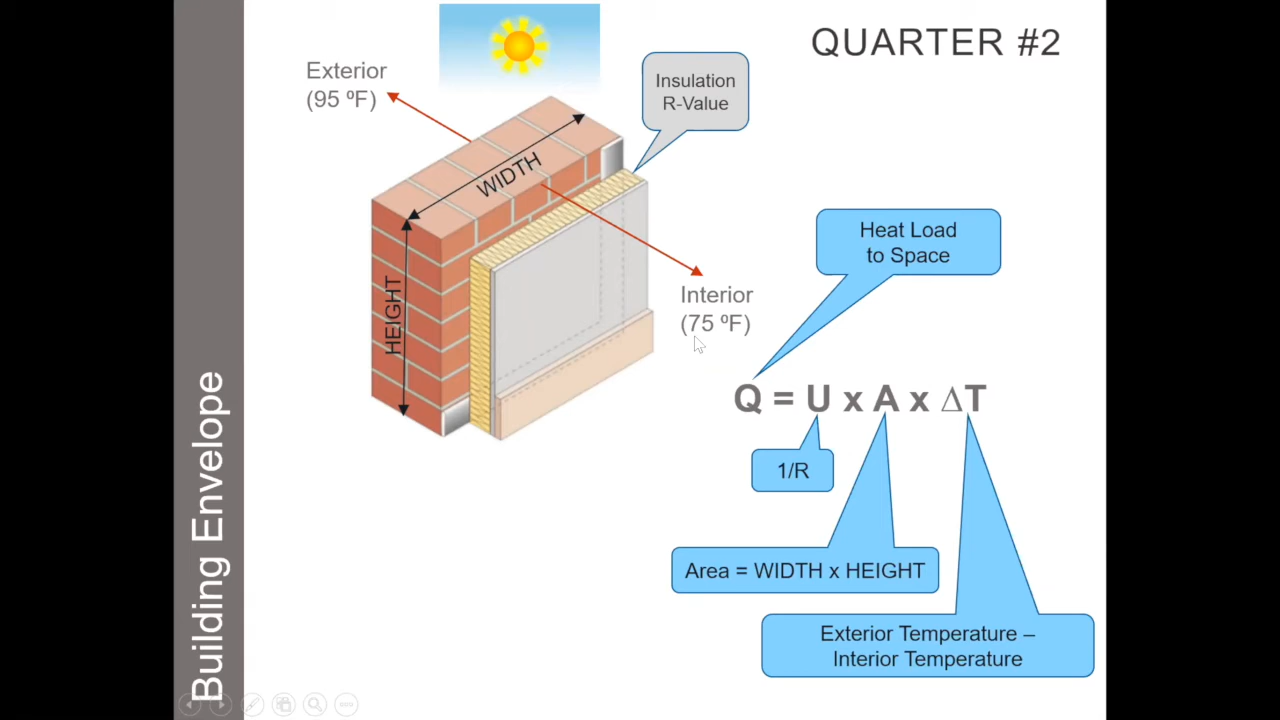 QUARTER #2
Exterior
(95 ºF)
Insulation
R-Value
WIDTH
HEIGHT
Heat Load
to Space
Interior
(75 ºF)
Q = U x A x ∆T
1/R
Area = WIDTH x HEIGHT
Exterior Temperature –
Interior Temperature
Building Envelope